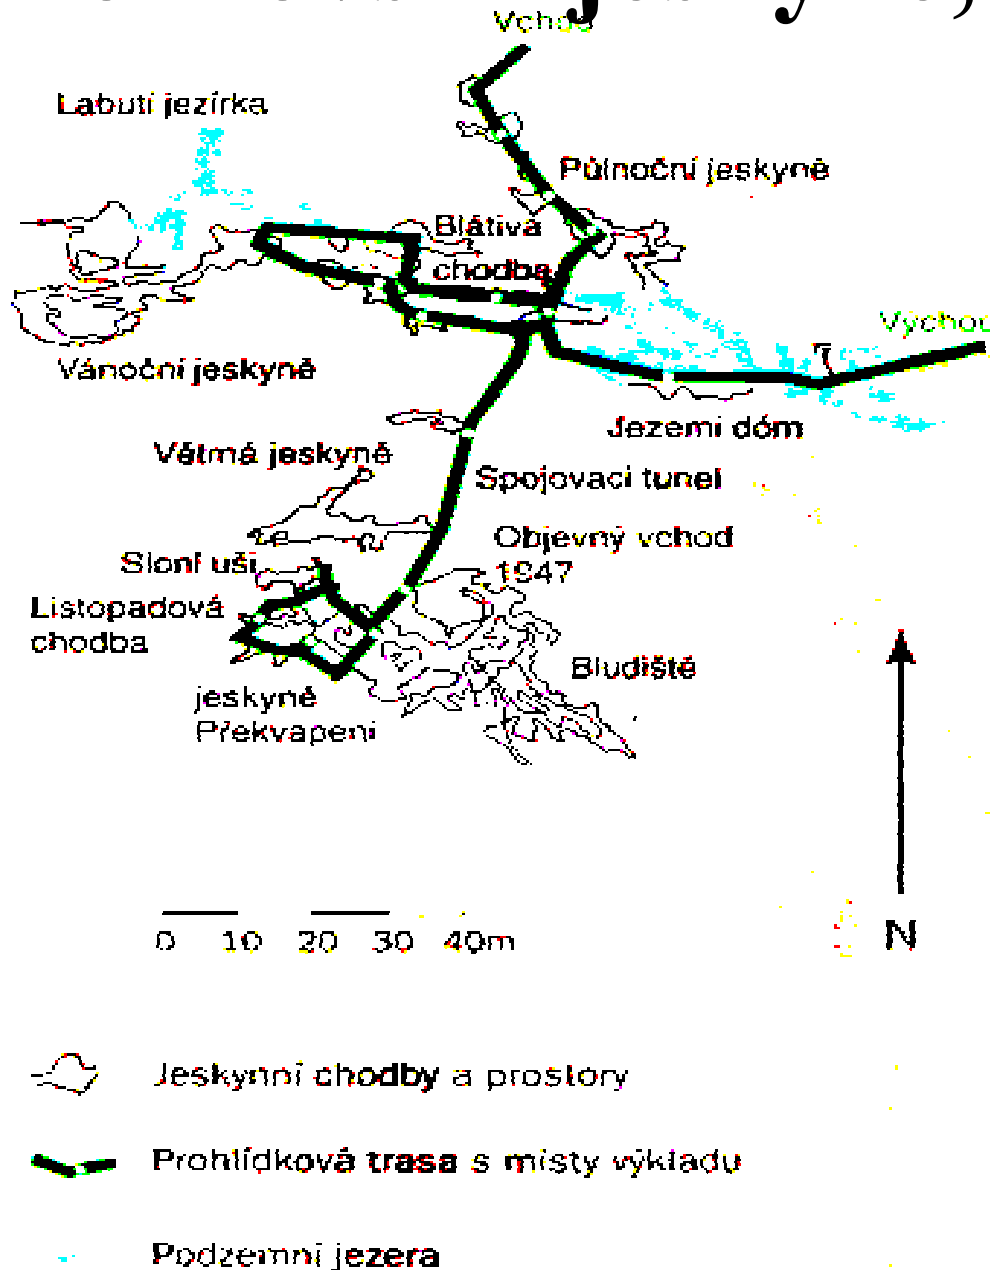 Vchod
Labutí jezírka
Půlnoční jeskyně
Blátivá
chodba
Východ
Vánoční jeskyně
Jezerní dóm
Větrná jeskyně
Spojovací tunel
Objevný vchod
1947
Sloní uši
Listopadová
chodba
Bludiště
jeskyně
Překvapení
0 10 20 30 40m
N
Jeskynní chodby a prostory
Prohlídková trasa s místy výkladu
Podzemní jezera